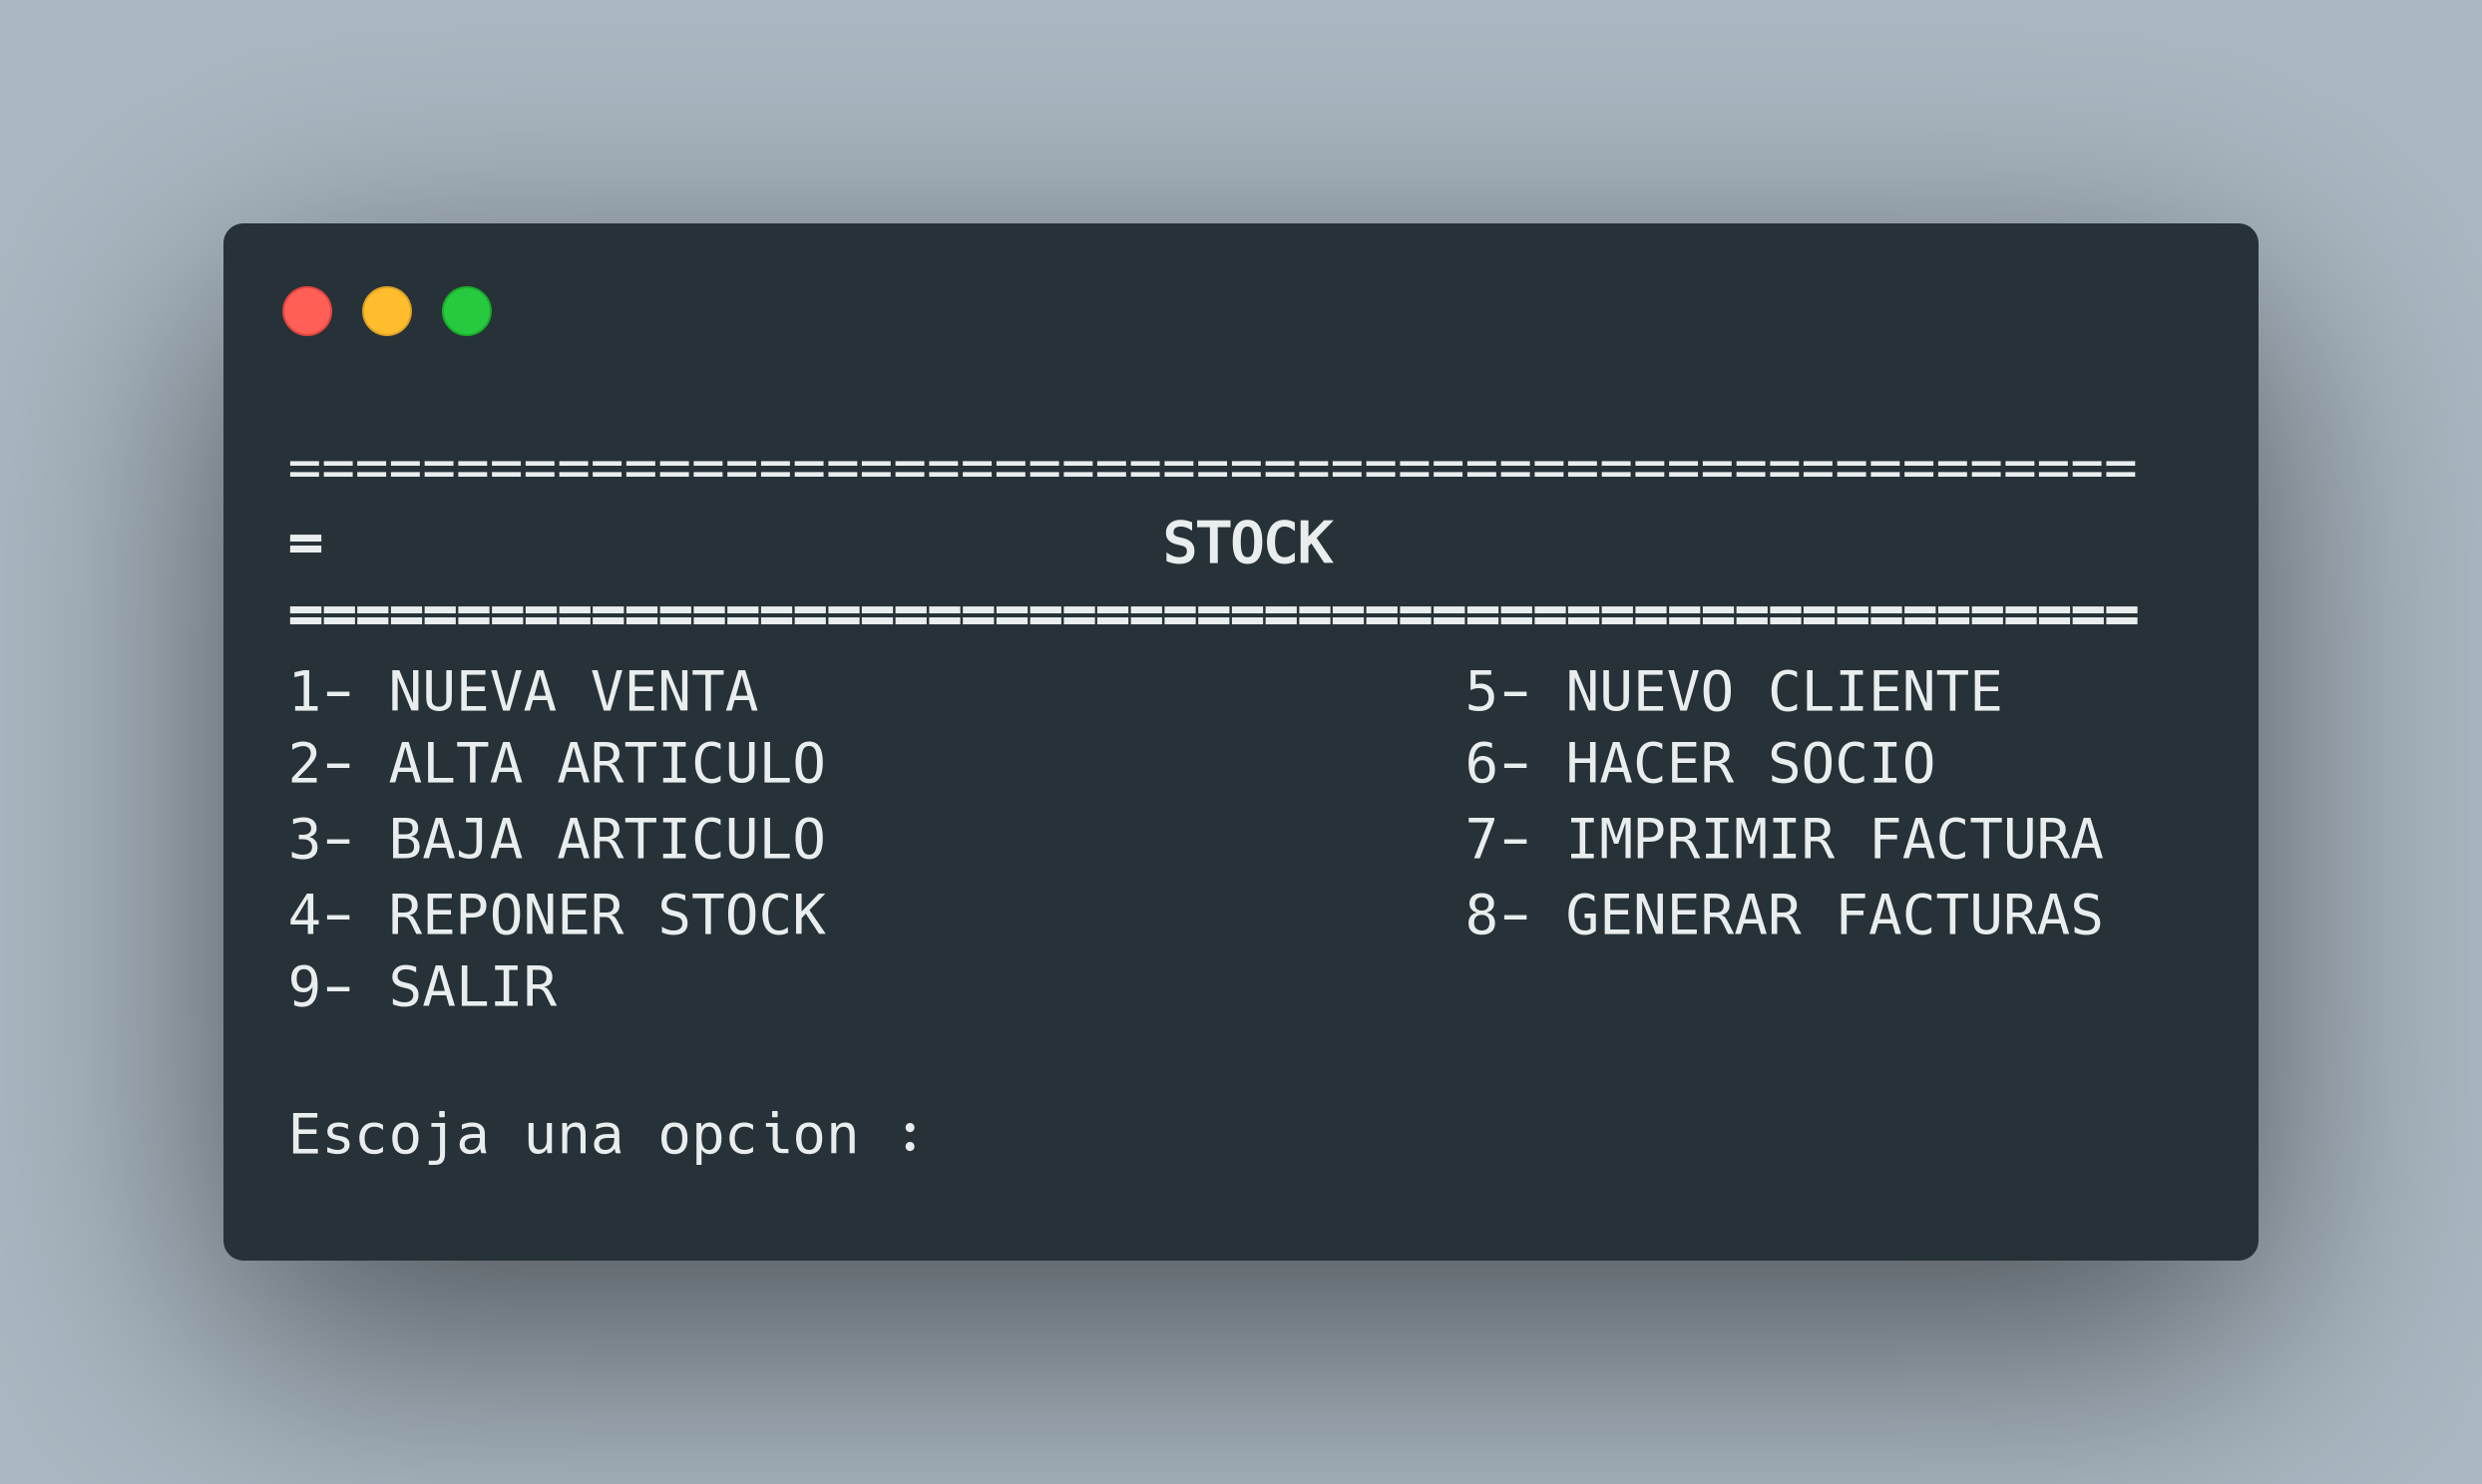 =======================================================
=                         STOCK
=======================================================
1- NUEVA VENTA                     5- NUEVO CLIENTE
2- ALTA ARTICULO                   6- HACER SOCIO
3- BAJA ARTICULO                   7- IMPRIMIR FACTURA
4- REPONER STOCK                   8- GENERAR FACTURAS
9- SALIR
Escoja una opcion :